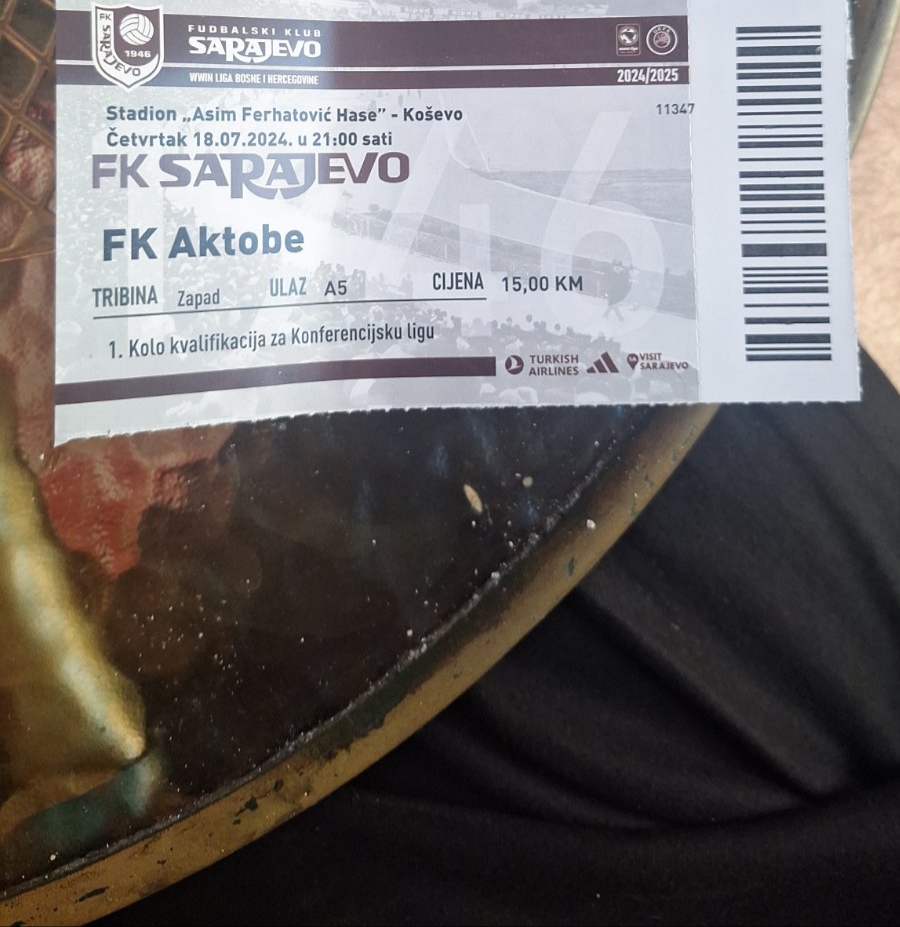 FK SARAJEVO
1946
FUDBALSKI KLUB
SARAJEVO
WWIN LIGA BOSNE I HERCEGOVINE
UEFA
2024/2025
Stadion „Asim Ferhatović Hase” - Koševo
11347
Četvrtak 18.07.2024. u 21:00 sati
FK SARAJEVO
FK Aktobe
TRIBINA Zapad ULAZ A5 CIJENA 15,00 KM
1. Kolo kvalifikacija za Konferencijsku ligu
TURKISH
AIRLINES
VISIT
SARAJEVO